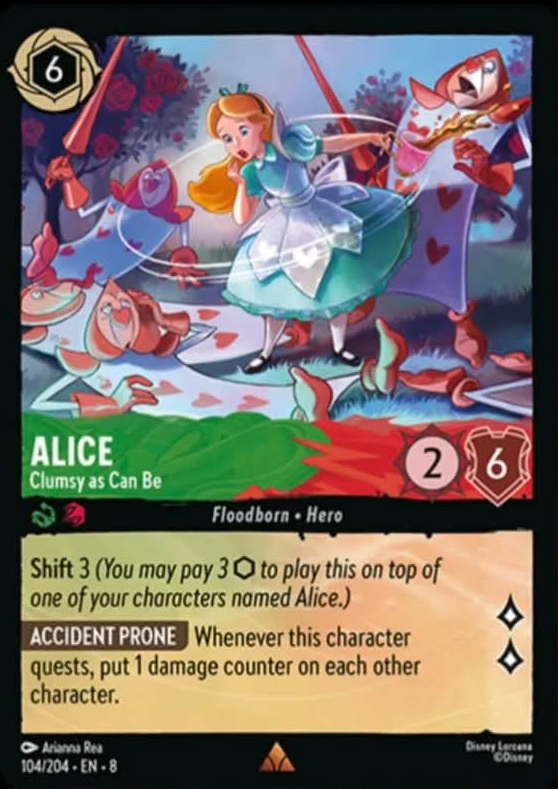 6
ALICE
Clumsy as Can Be
2
6
Floodborn • Hero
Shift 3 (You may pay 3 ⬡ to play this on top of
one of your characters named Alice.)
ACCIDENT PRONE Whenever this character
quests, put 1 damage counter on each other
character.
Arianna Rea
104/204 • EN • 8
Disney Lorcana
©Disney